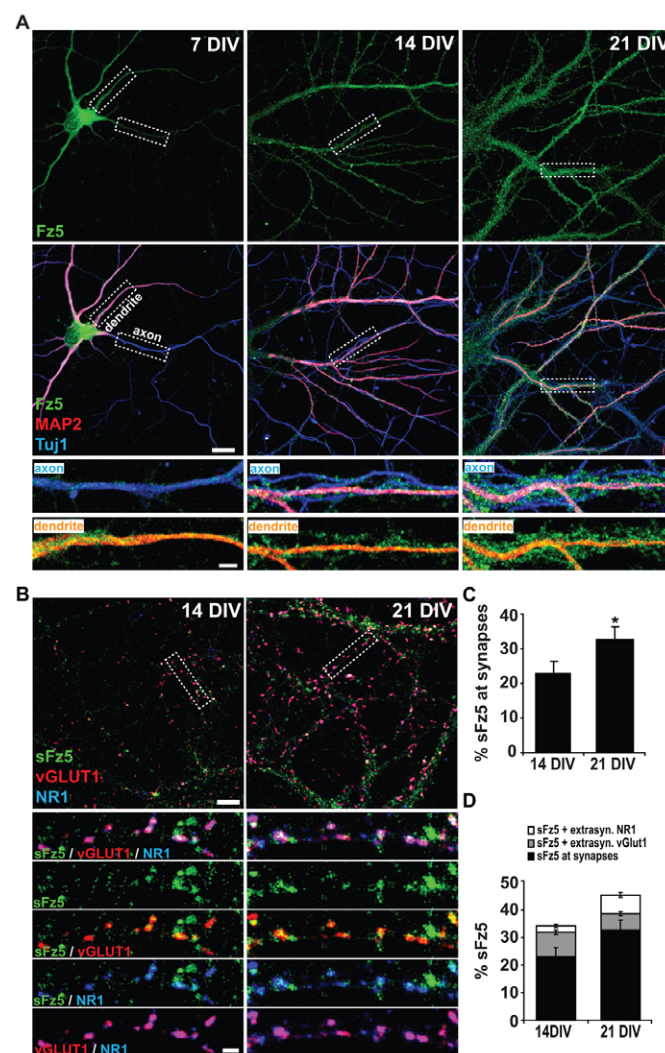 A
7 DIV
14 DIV
21 DIV
Fz5
dendrite
axon
Fz5
MAP2
Tuj1
axon
axon
axon
dendrite
dendrite
dendrite
B
14 DIV
21 DIV
sFz5
vGLUT1
NR1
sFz5 / vGLUT1 / NR1
sFz5
sFz5 / vGLUT1
sFz5 / NR1
vGLUT1 / NR1
C
% sFz5 at synapses
40
30
20
10
0
*
14 DIV
21 DIV
D
sFz5 + extrasyn. NR1
sFz5 + extrasyn. vGlut1
sFz5 at synapses
% sFz5
50
40
30
20
10
0
14DIV
21 DIV